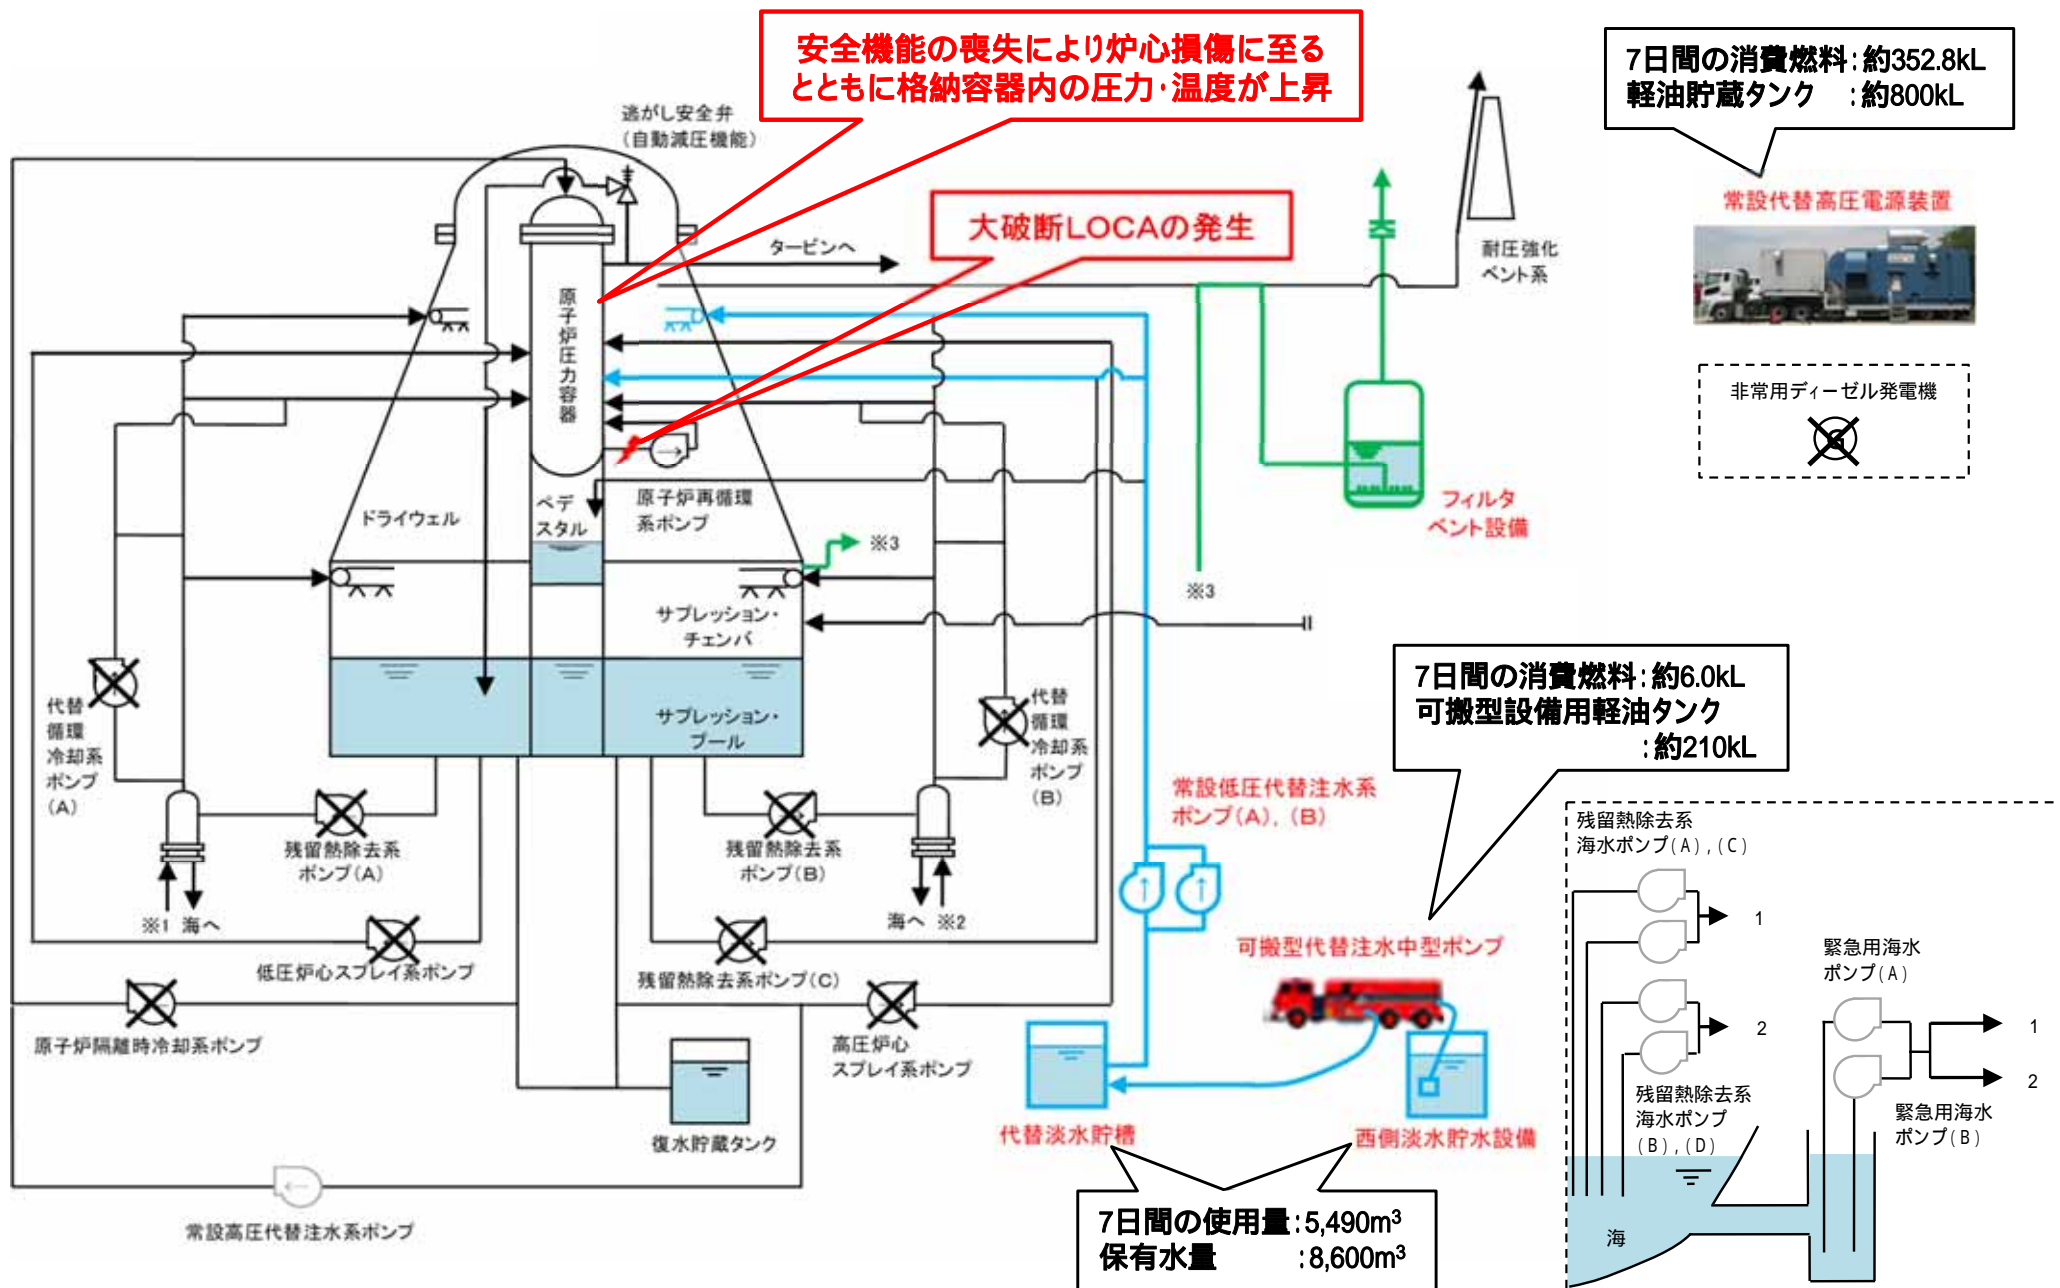 安全機能の喪失により炉心損傷に至る
とともに格納容器内の圧力・温度が上昇
7日間の消費燃料：約352.8kL
軽油貯蔵タンク　：約800kL
逃がし安全弁
（自動減圧機能）
常設代替高圧電源装置
大破断LOCAの発生
タービンへ
耐圧強化
ベント系
原子炉圧力容器
非常用ディーゼル発電機
G
フィルタ
ベント設備
ドライウェル
ペデ
スタル
原子炉再循環
系ポンプ
※3
※3
サプレッション・
チェンバ
サプレッション・
プール
代替
循環
冷却系
ポンプ
(A)
代替
循環
冷却系
ポンプ
(B)
7日間の消費燃料：約6.0kL
可搬型設備用軽油タンク
：約210kL
常設低圧代替注水系
ポンプ(A),（B）
残留熱除去系
ポンプ(A)
残留熱除去系
ポンプ(B)
※1 海へ
海へ ※2
残留熱除去系
海水ポンプ(A),(C)
1
2
残留熱除去系
海水ポンプ
(B),(D)
緊急用海水
ポンプ(A)
1
2
緊急用海水
ポンプ(B)
海
低圧炉心スプレイ系ポンプ
残留熱除去系ポンプ(C)
可搬型代替注水中型ポンプ
原子炉隔離時冷却系ポンプ
高圧炉心
スプレイ系ポンプ
復水貯蔵タンク
代替淡水貯槽
西側淡水貯水設備
7日間の使用量：5,490m³
保有水量　　　：8,600m³
常設高圧代替注水系ポンプ